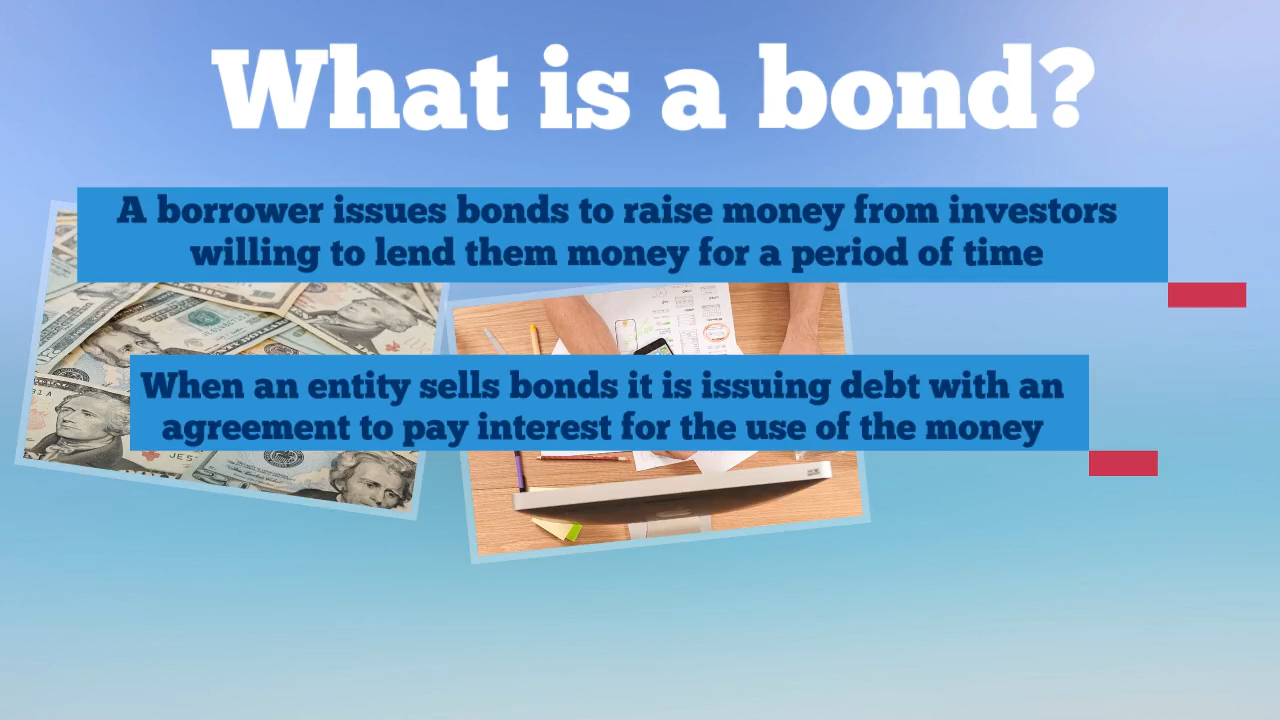 What is a bond?
A borrower issues bonds to raise money from investors
willing to lend them money for a period of time
When an entity sells bonds it is issuing debt with an
agreement to pay interest for the use of the money